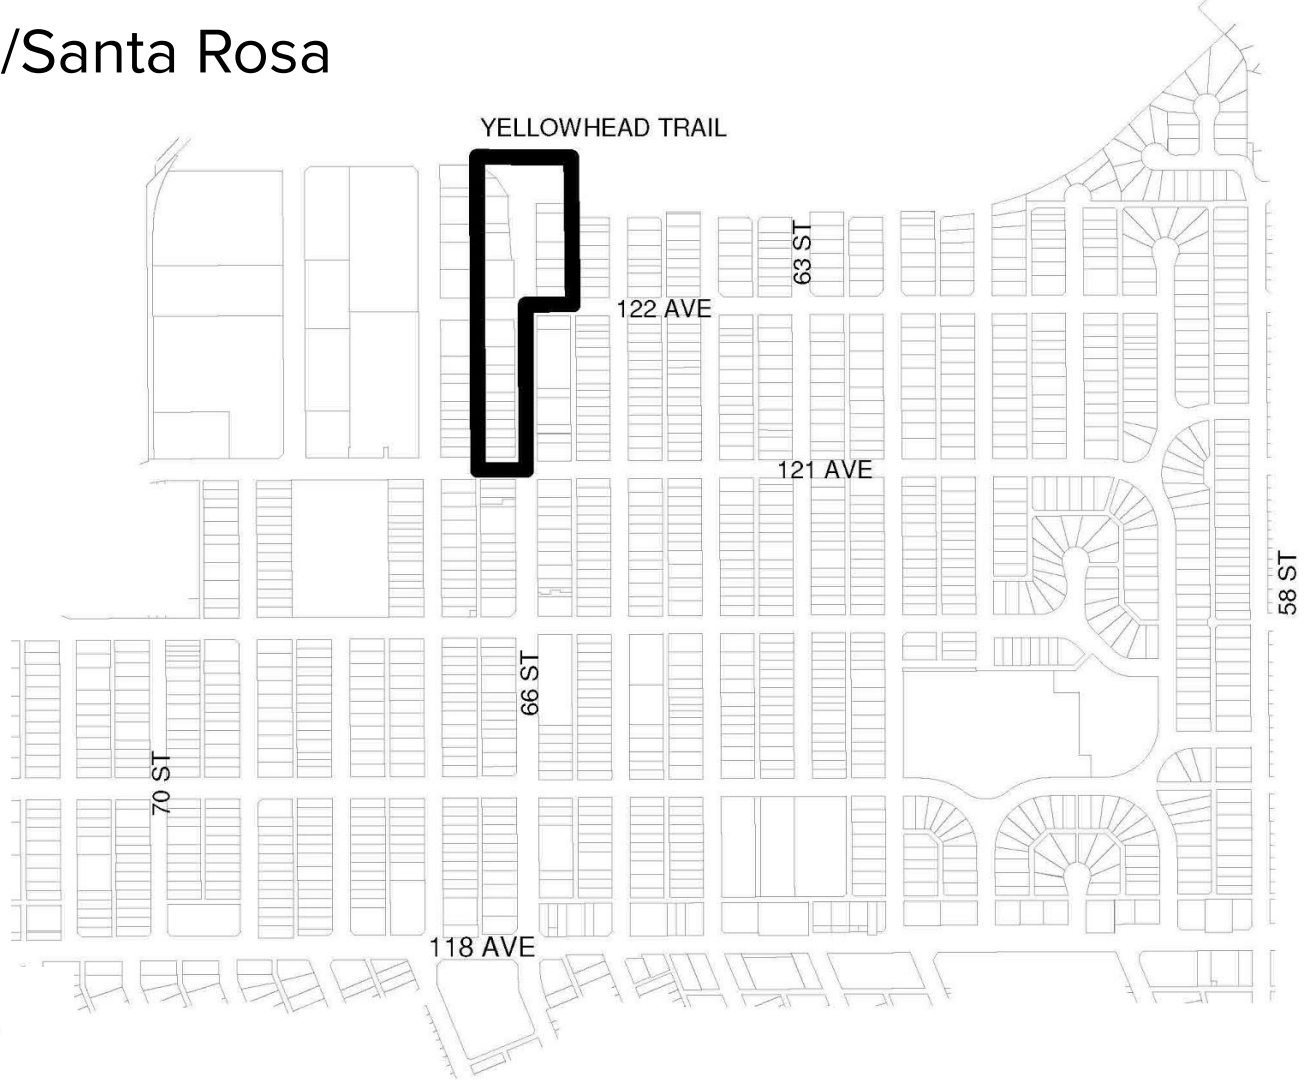 /Santa Rosa
YELLOWHEAD TRAIL
63 ST
122 AVE
121 AVE
58 ST
66 ST
70 ST
118 AVE